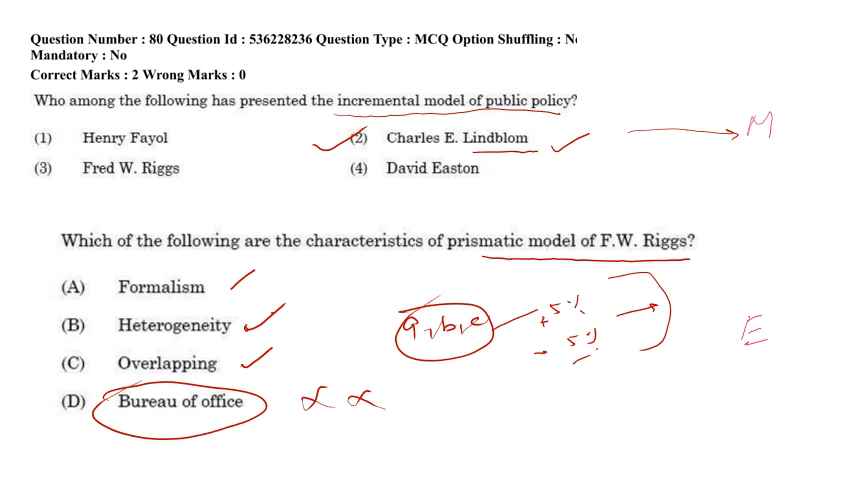 Question Number : 80 Question Id : 536228236 Question Type : MCQ Option Shuffling : No
Mandatory : No
Correct Marks : 2 Wrong Marks : 0
Who among the following has presented the incremental model of public policy?
(1) Henry Fayol (2) Charles E. Lindblom
M
(3) Fred W. Riggs (4) David Easton
Which of the following are the characteristics of prismatic model of F.W. Riggs?
(A) Formalism
(B) Heterogeneity
a, b, c
+ 5%
- 5%
E
(C) Overlapping
(D) Bureau of office